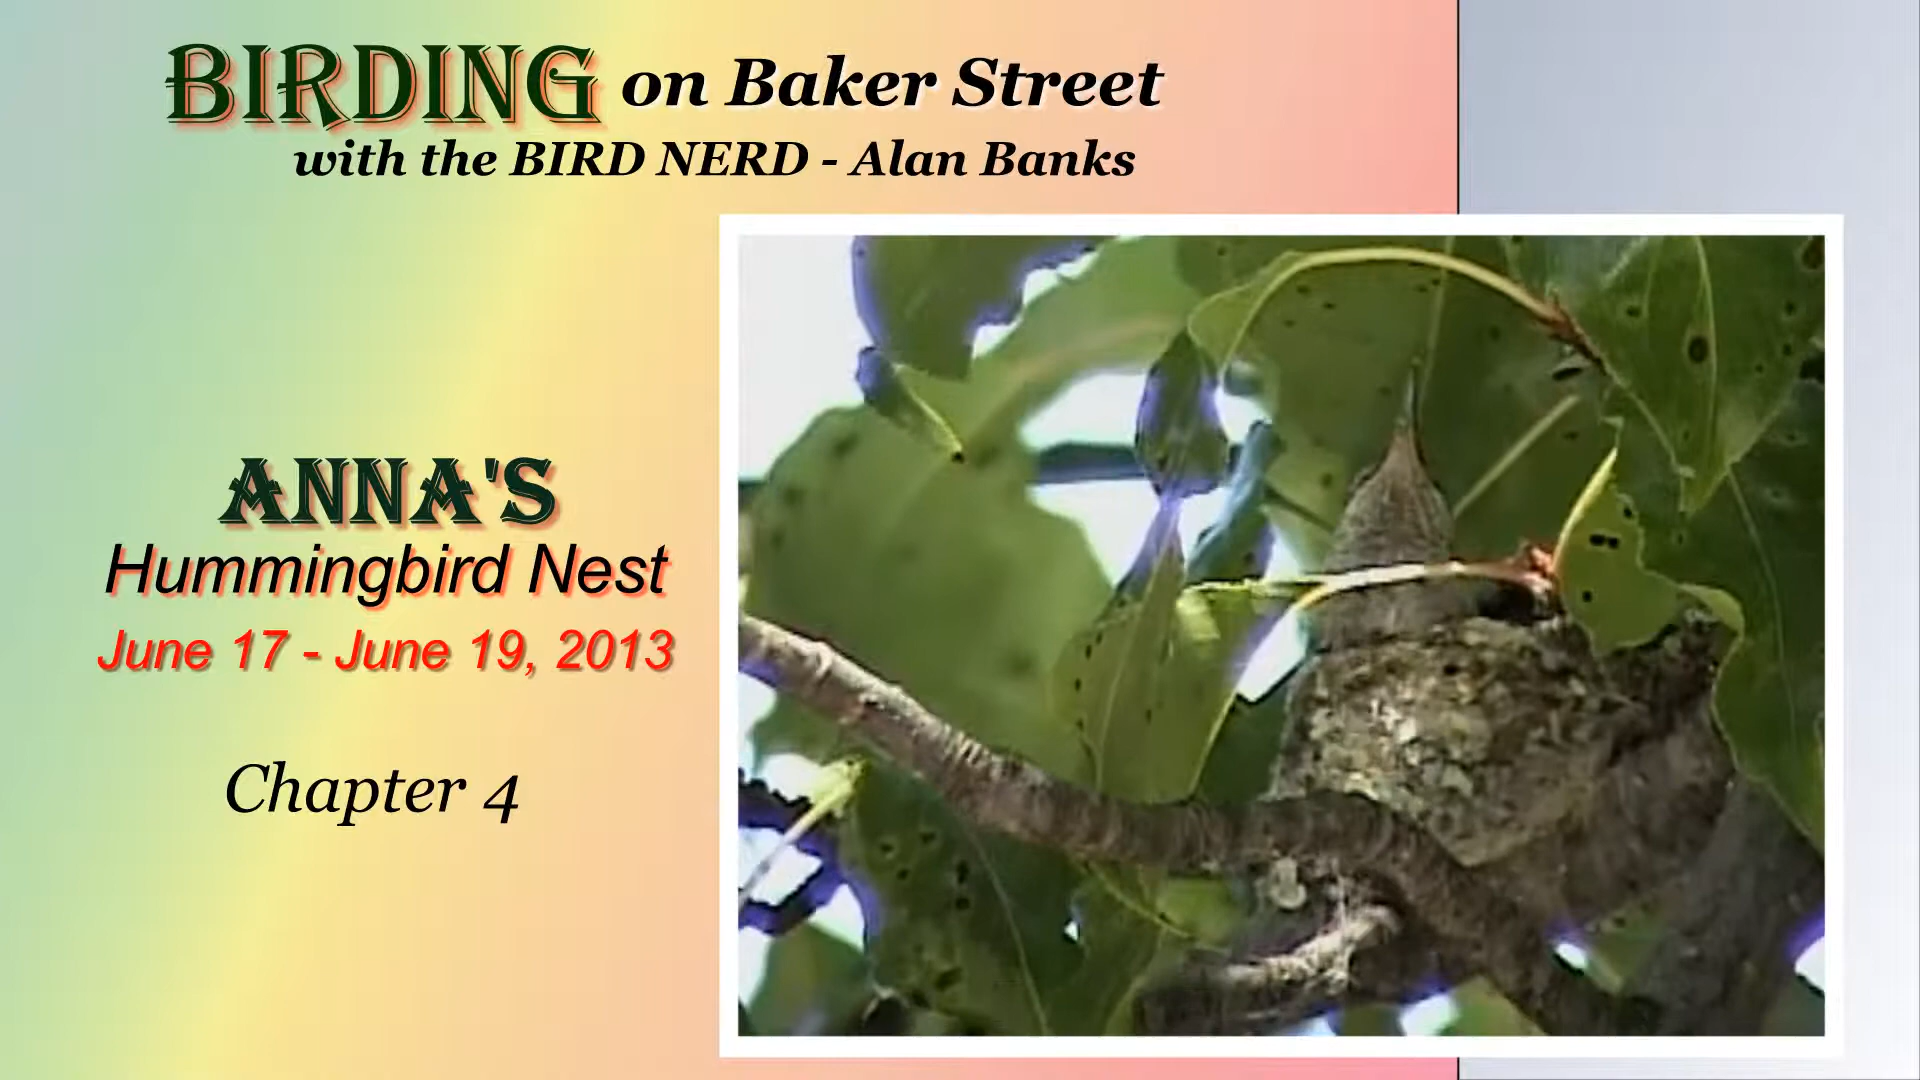 BIRDING on Baker Street
with the BIRD NERD - Alan Banks
ANNA'S
Hummingbird Nest
June 17 - June 19, 2013
Chapter 4